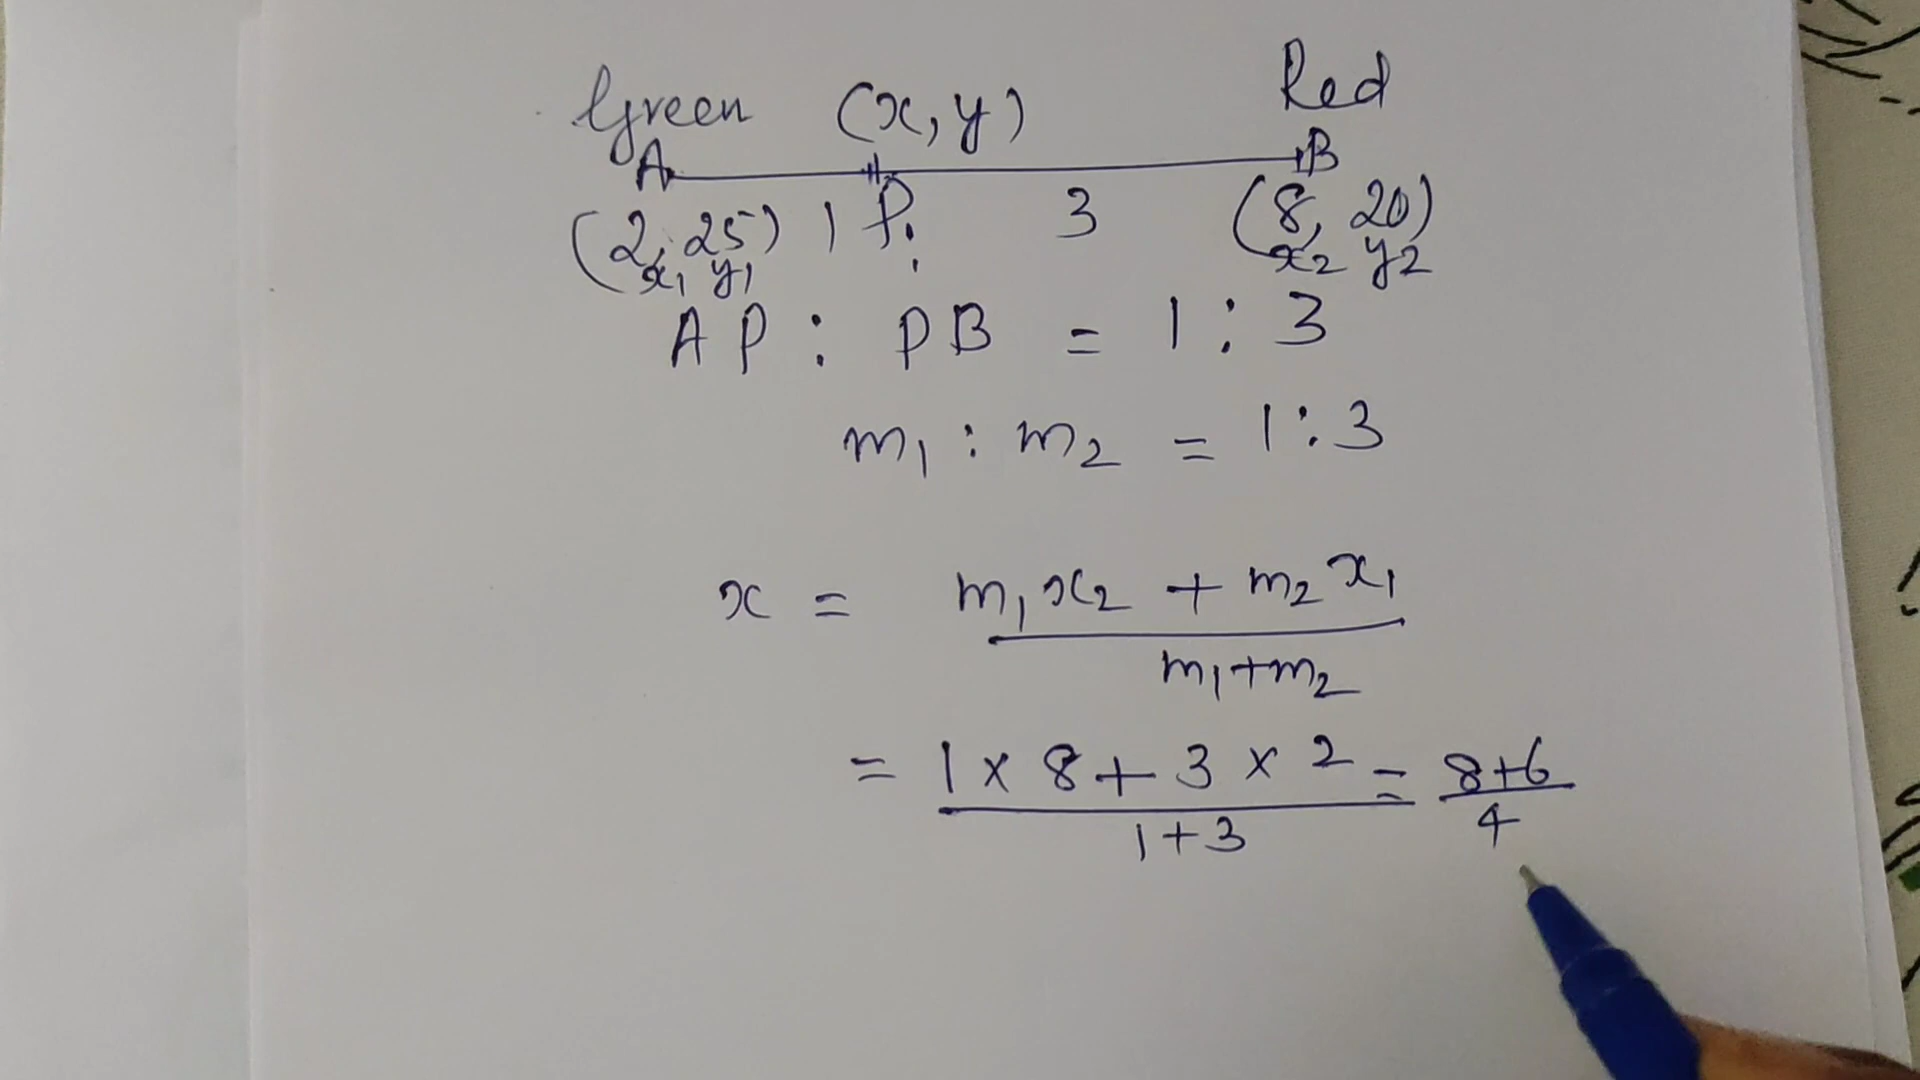 Green (x, y) Red
A B
(2, 25) 1 P. 3 (8, 20)
x₁ y₁ x₂ y₂
AP : PB = 1 : 3
m₁ : m₂ = 1 : 3
x = m₁x₂ + m₂x₁
m₁+m₂
= 1 × 8 + 3 × 2 = 8+6
1+3 4